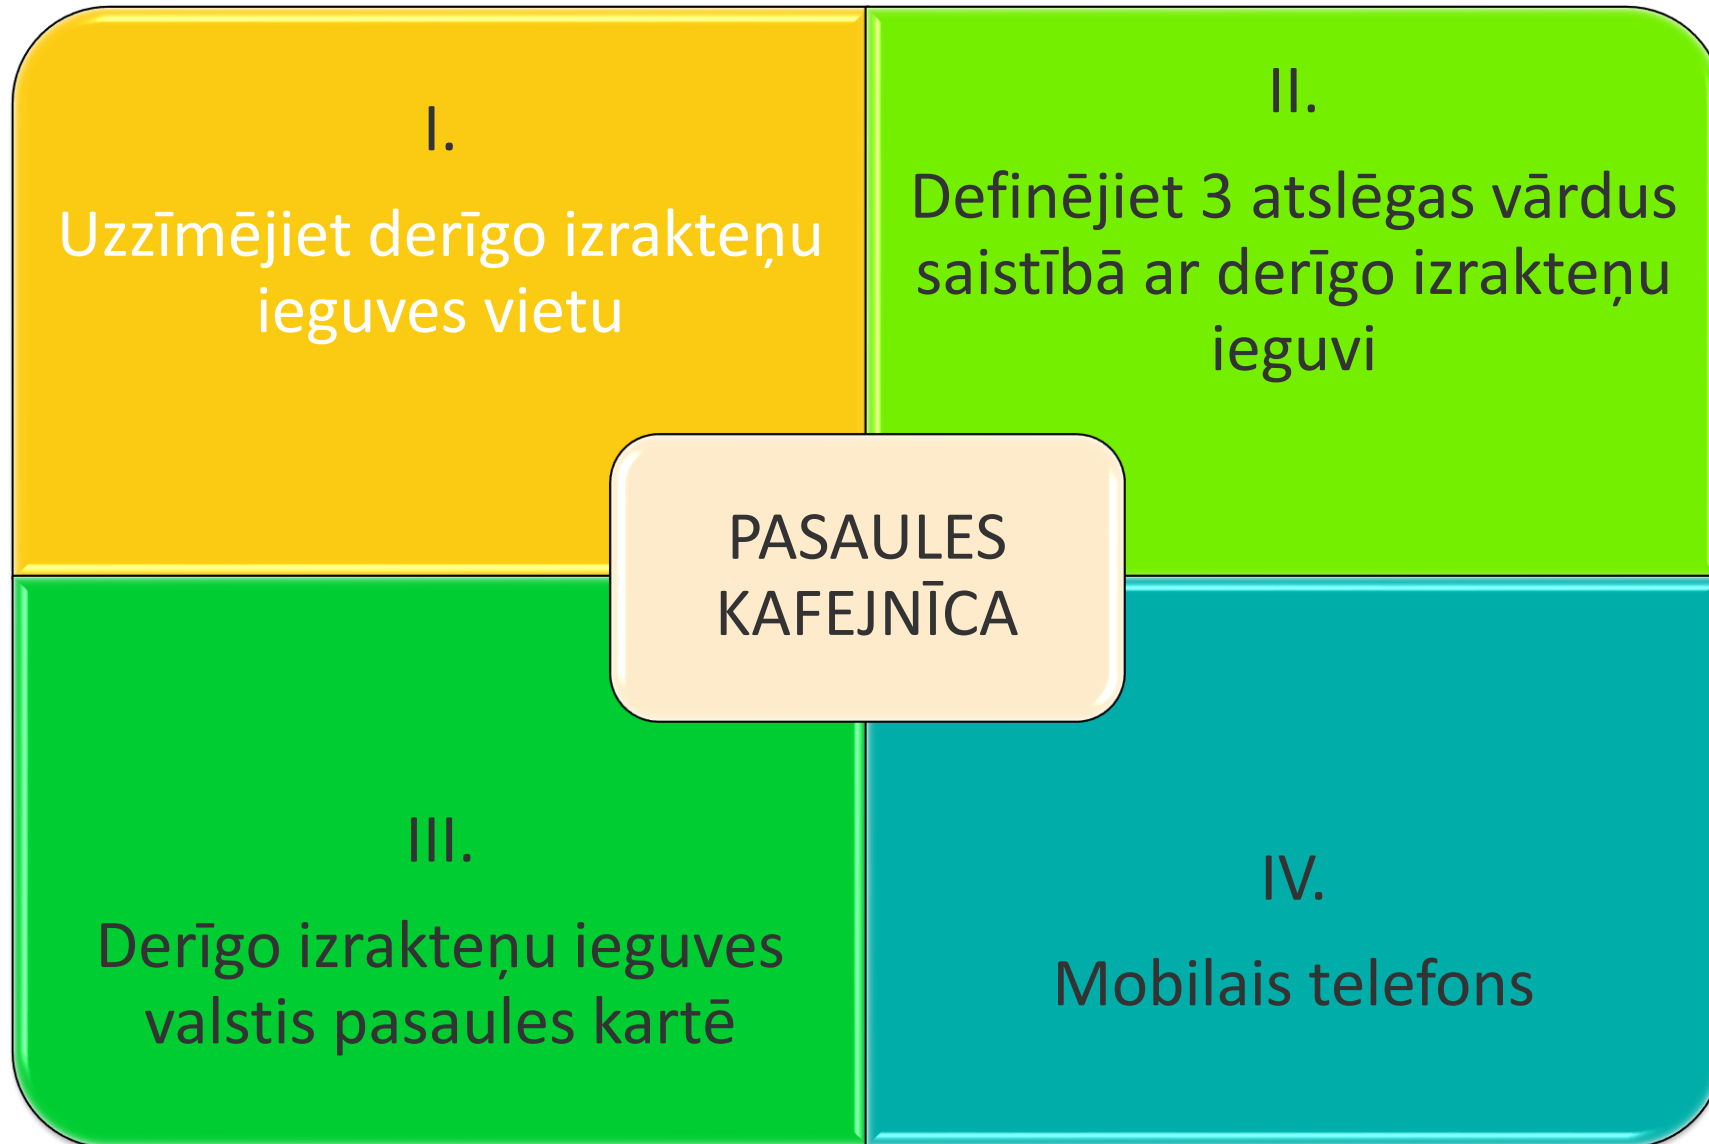 I.
Uzzīmējiet derīgo izrakteņu
ieguves vietu
II.
Definējiet 3 atslēgas vārdus
saistībā ar derīgo izrakteņu
ieguvi
PASAULES
KAFEJNĪCA
III.
Derīgo izrakteņu ieguves
valstis pasaules kartē
IV.
Mobilais telefons